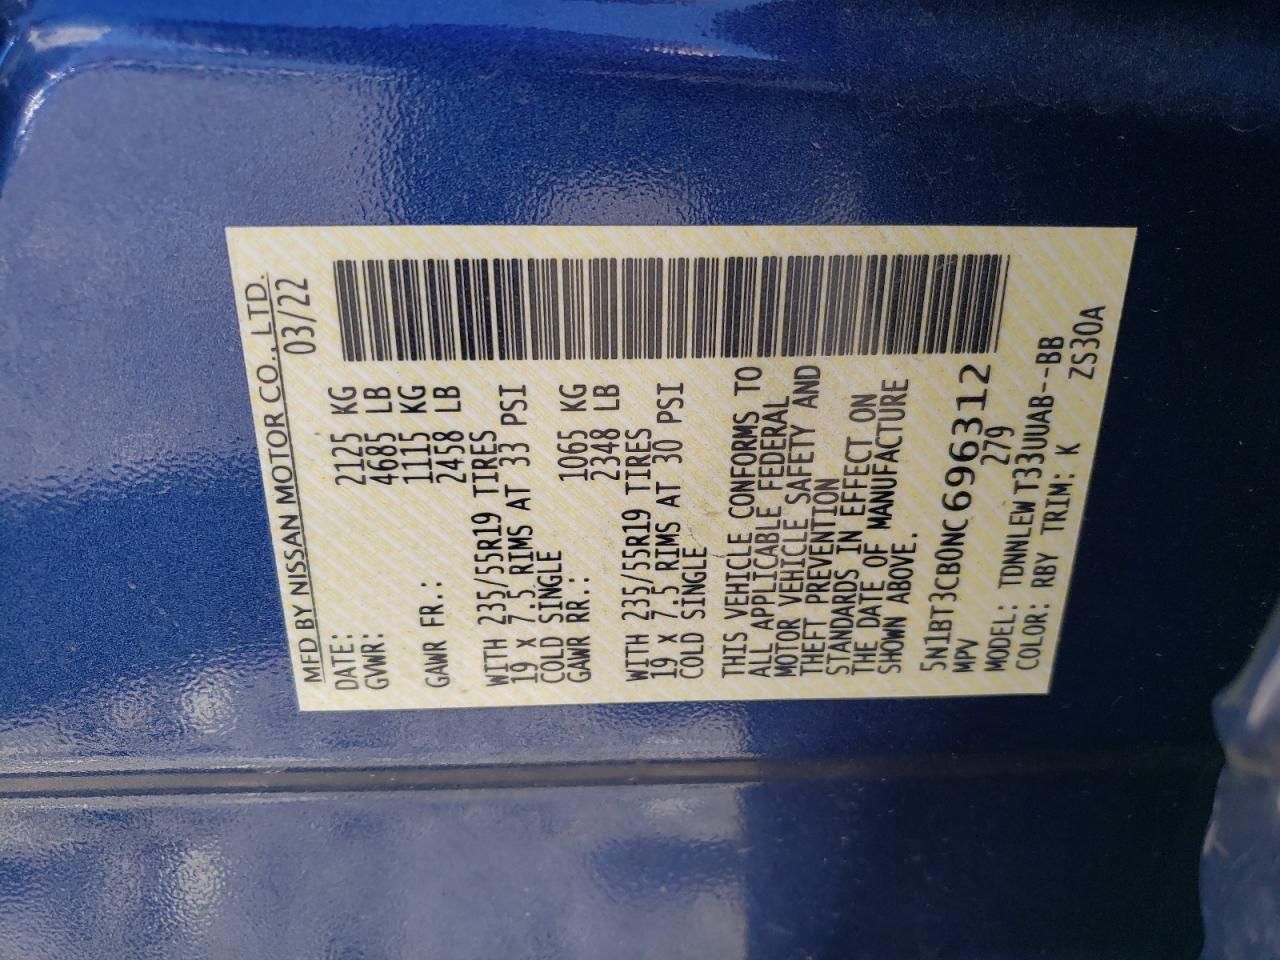 MFD BY NISSAN MOTOR CO., LTD.
DATE: 03/22
GVWR: 2125 KG
4685 LB
GAWR FR.: 1115 KG
2458 LB
WITH 235/55R19 TIRES
19 X 7.5 RIMS AT 33 PSI
COLD SINGLE
GAWR RR.: 1065 KG
2348 LB
WITH 235/55R19 TIRES
19 X 7.5 RIMS AT 30 PSI
COLD SINGLE
THIS VEHICLE CONFORMS TO
ALL APPLICABLE FEDERAL
MOTOR VEHICLE SAFETY AND
THEFT PREVENTION
STANDARDS IN EFFECT ON
THE DATE OF MANUFACTURE
SHOWN ABOVE.
5N1BT3CB0NC696312
MPV 279
MODEL: TDNNLEWT33UUAB--BB
COLOR: RBY TRIM: K ZS30A